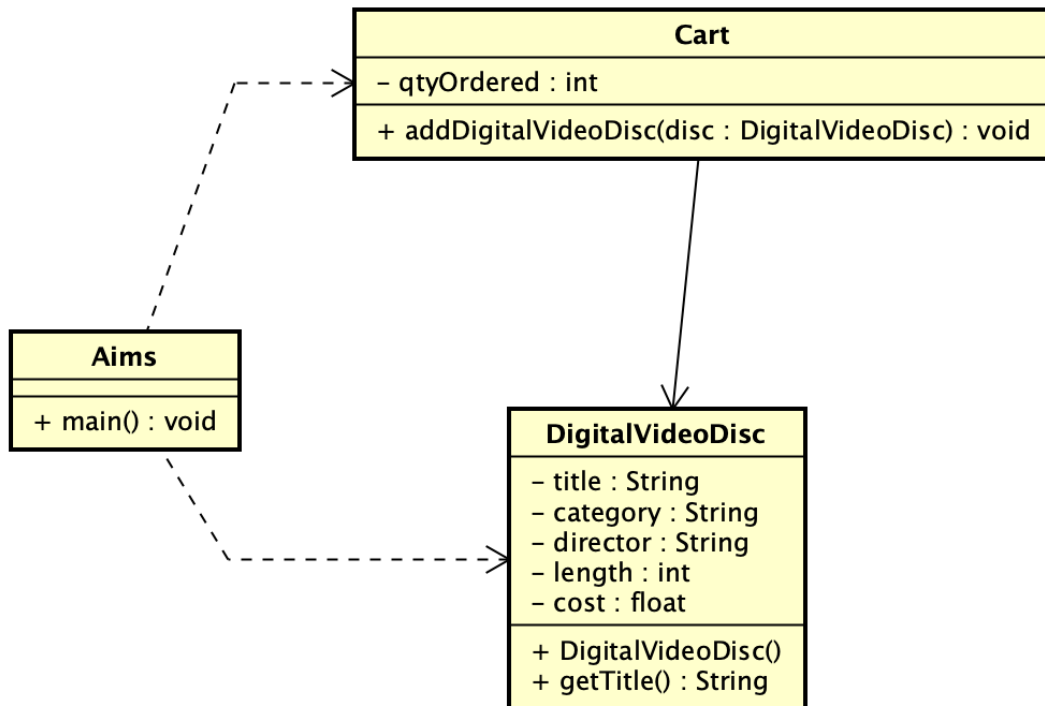 Cart
– qtyOrdered : int
+ addDigitalVideoDisc(disc : DigitalVideoDisc) : void
Aims
+ main() : void
DigitalVideoDisc
– title : String
– category : String
– director : String
– length : int
– cost : float
+ DigitalVideoDisc()
+ getTitle() : String